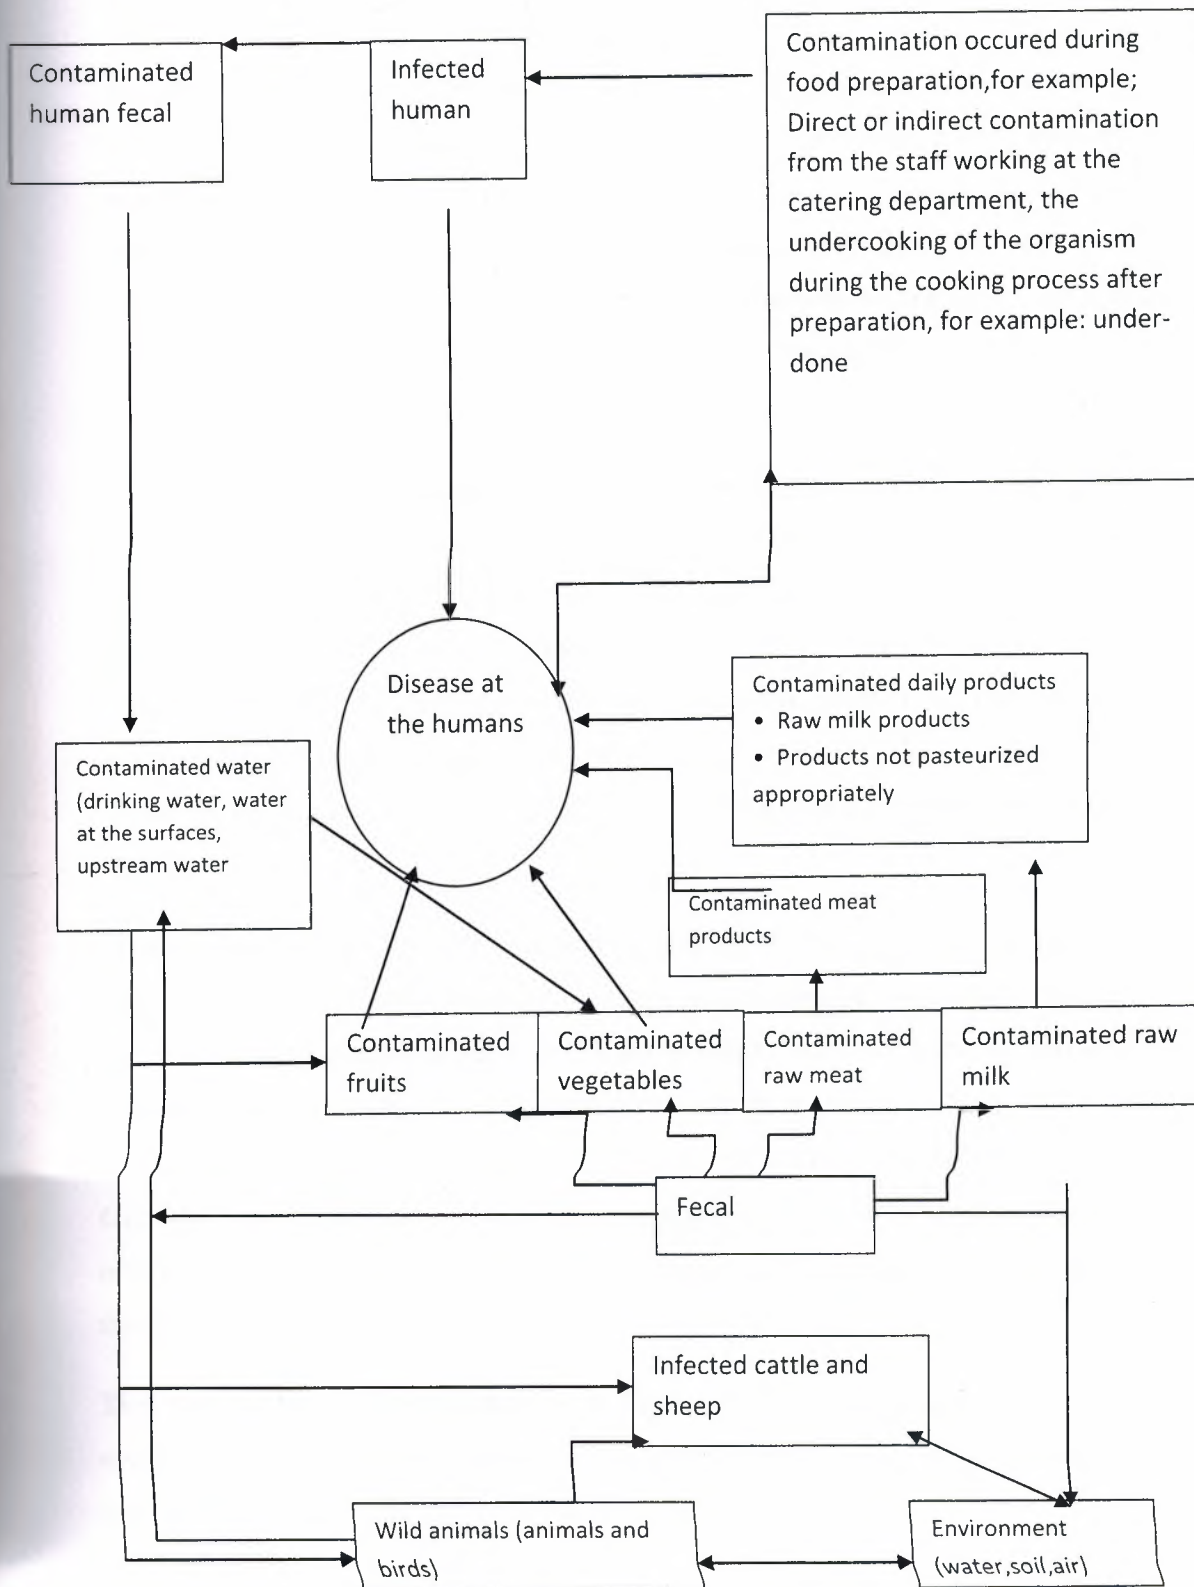 Contaminated
human fecal
Infected
human
Contamination occured during
food preparation,for example;
Direct or indirect contamination
from the staff working at the
catering department, the
undercooking of the organism
during the cooking process after
preparation, for example: under-
done
Disease at
the humans
Contaminated daily products
• Raw milk products
• Products not pasteurized
appropriately
Contaminated water
(drinking water, water
at the surfaces,
upstream water
Contaminated meat
products
Contaminated
fruits
Contaminated
vegetables
Contaminated
raw meat
Contaminated raw
milk
Fecal
Infected cattle and
sheep
Wild animals (animals and
birds)
Environment
(water,soil,air)